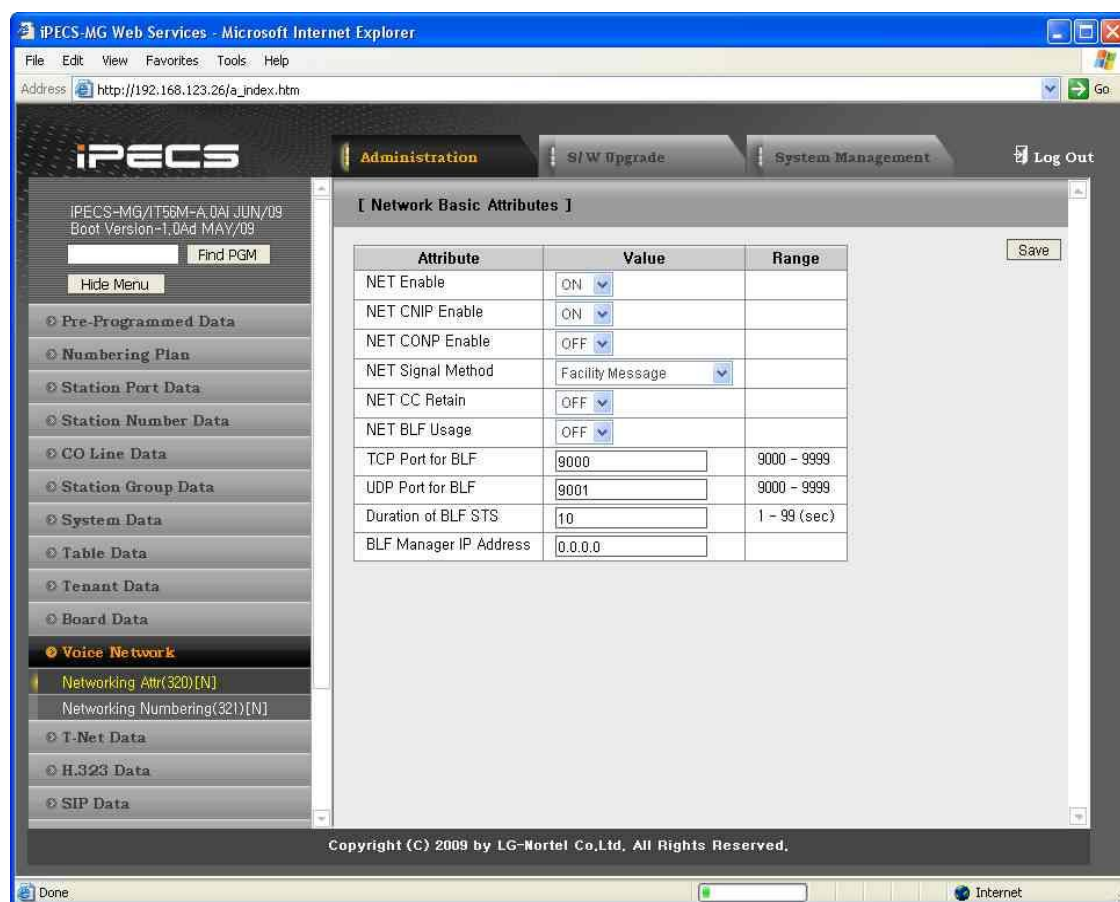 iPECS-MG Web Services - Microsoft Internet Explorer
File Edit View Favorites Tools Help
Address http://192.168.123.26/a_index.htm Go
iPECS
Administration S/W Upgrade System Management Log Out
IPECS-MG/IT56M-A.0Al JUN/09
Boot Version-1.0Ad MAY/09
Find PGM
Hide Menu
Pre-Programmed Data
Numbering Plan
Station Port Data
Station Number Data
CO Line Data
Station Group Data
System Data
Table Data
Tenant Data
Board Data
Voice Network
Networking Attr(320)[N]
Networking Numbering(321)[N]
T-Net Data
H.323 Data
SIP Data
[ Network Basic Attributes ]
Save
Attribute Value Range
NET Enable ON
NET CNIP Enable ON
NET CONP Enable OFF
NET Signal Method Facility Message
NET CC Retain OFF
NET BLF Usage OFF
TCP Port for BLF 9000 9000 - 9999
UDP Port for BLF 9001 9000 - 9999
Duration of BLF STS 10 1 - 99 (sec)
BLF Manager IP Address 0.0.0.0
Copyright (C) 2009 by LG-Nortel Co,Ltd, All Rights Reserved,
Done Internet